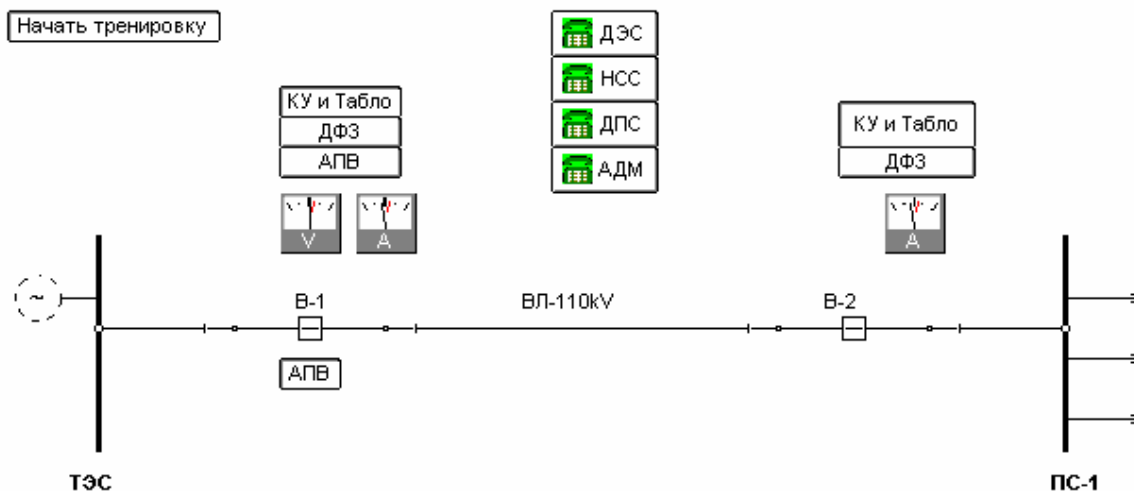 Начать тренировку
ДЭС
НСС
ДПС
АДМ
КУ и Табло
ДФЗ
АПВ
КУ и Табло
ДФЗ
V
A
A
~
В-1
ВЛ-110kV
В-2
АПВ
ТЭС
ПС-1